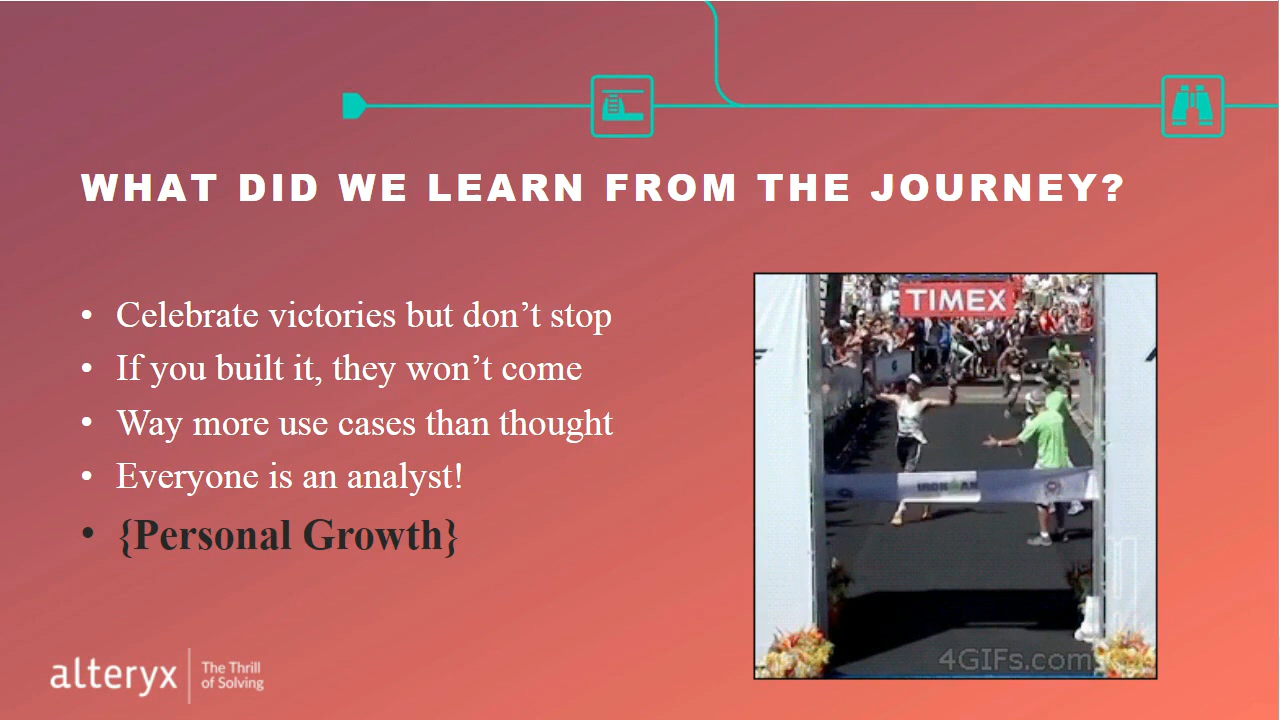 WHAT DID WE LEARN FROM THE JOURNEY?
• Celebrate victories but don’t stop
• If you built it, they won’t come
• Way more use cases than thought
• Everyone is an analyst!
• {Personal Growth}
TIMEX
IRONMAN
4GIFs.com
alteryx
The Thrill
of Solving